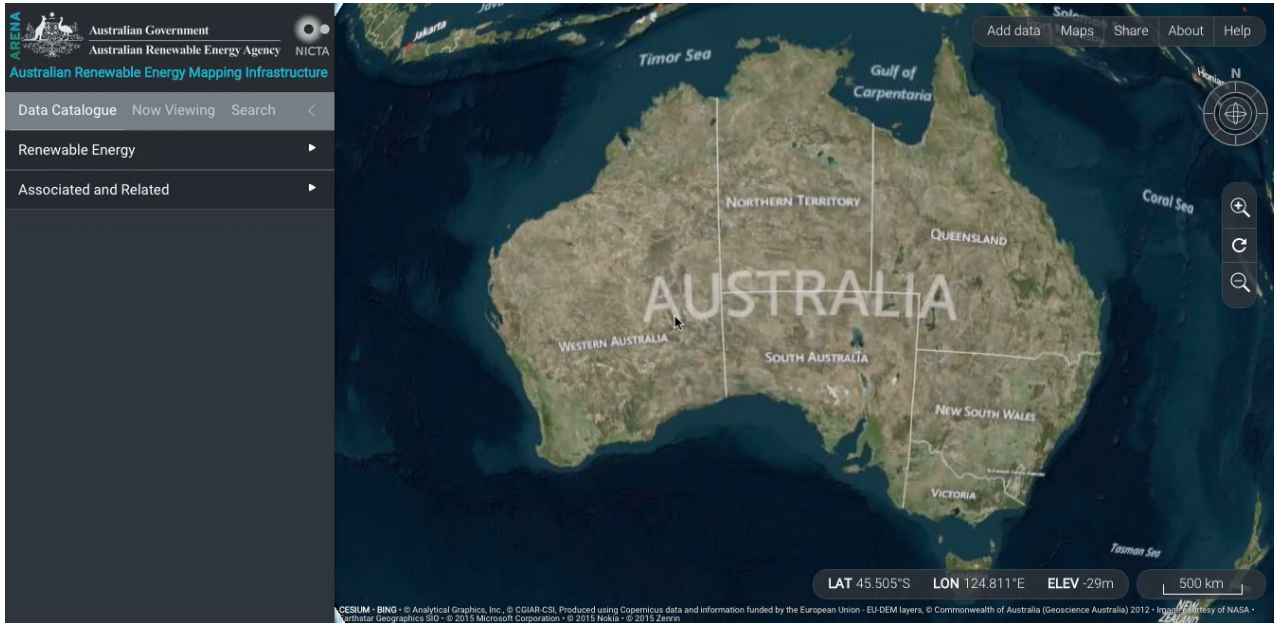 ARENA
Australian Government
Australian Renewable Energy Agency
NICTA
Australian Renewable Energy Mapping Infrastructure
Data Catalogue Now Viewing Search
Renewable Energy
Associated and Related
Add data Maps Share About Help
Jakarta
Timor Sea
Gulf of
Carpentaria
N
Coral Sea
NORTHERN TERRITORY
QUEENSLAND
AUSTRALIA
WESTERN AUSTRALIA
SOUTH AUSTRALIA
NEW SOUTH WALES
VICTORIA
Tasman Sea
LAT 45.505°S LON 124.811°E ELEV -29m
500 km
NEW
ZEALAND
CESIUM • BING • © Analytical Graphics, Inc., © CGIAR-CSI, Produced using Copernicus data and information funded by the European Union - EU-DEM layers, © Commonwealth of Australia (Geoscience Australia) 2012 • Image courtesy of NASA •
Earthstar Geographics SIO • © 2015 Microsoft Corporation • © 2015 Nokia • © 2015 Zenrin